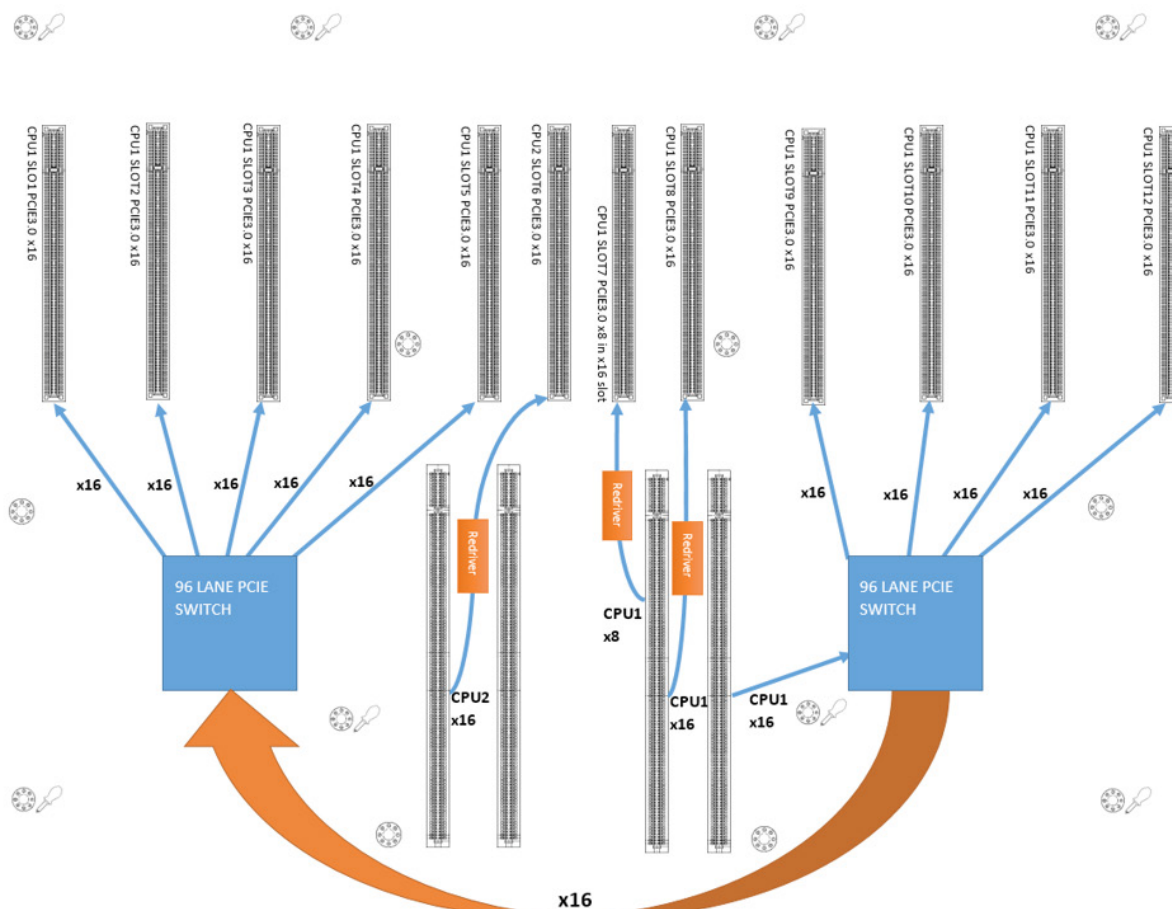 CPU1 SLO1 PCIE3.0 x16
CPU1 SLOT2 PCIE3.0 x16
CPU1 SLOT3 PCIE3.0 x16
CPU1 SLOT4 PCIE3.0 x16
CPU1 SLOT5 PCIE3.0 x16
CPU2 SLOT6 PCIE3.0 x16
CPU1 SLOT7 PCIE3.0 x8 in x16 slot
CPU1 SLOT8 PCIE3.0 x16
CPU1 SLOT9 PCIE3.0 x16
CPU1 SLOT10 PCIE3.0 x16
CPU1 SLOT11 PCIE3.0 x16
CPU1 SLOT12 PCIE3.0 x16
x16
x16
x16
x16
x16
Redriver
Redriver
Redriver
x16
x16
x16
x16
96 LANE PCIE
SWITCH
CPU1
x8
96 LANE PCIE
SWITCH
CPU2
x16
CPU1
x16
CPU1
x16
x16